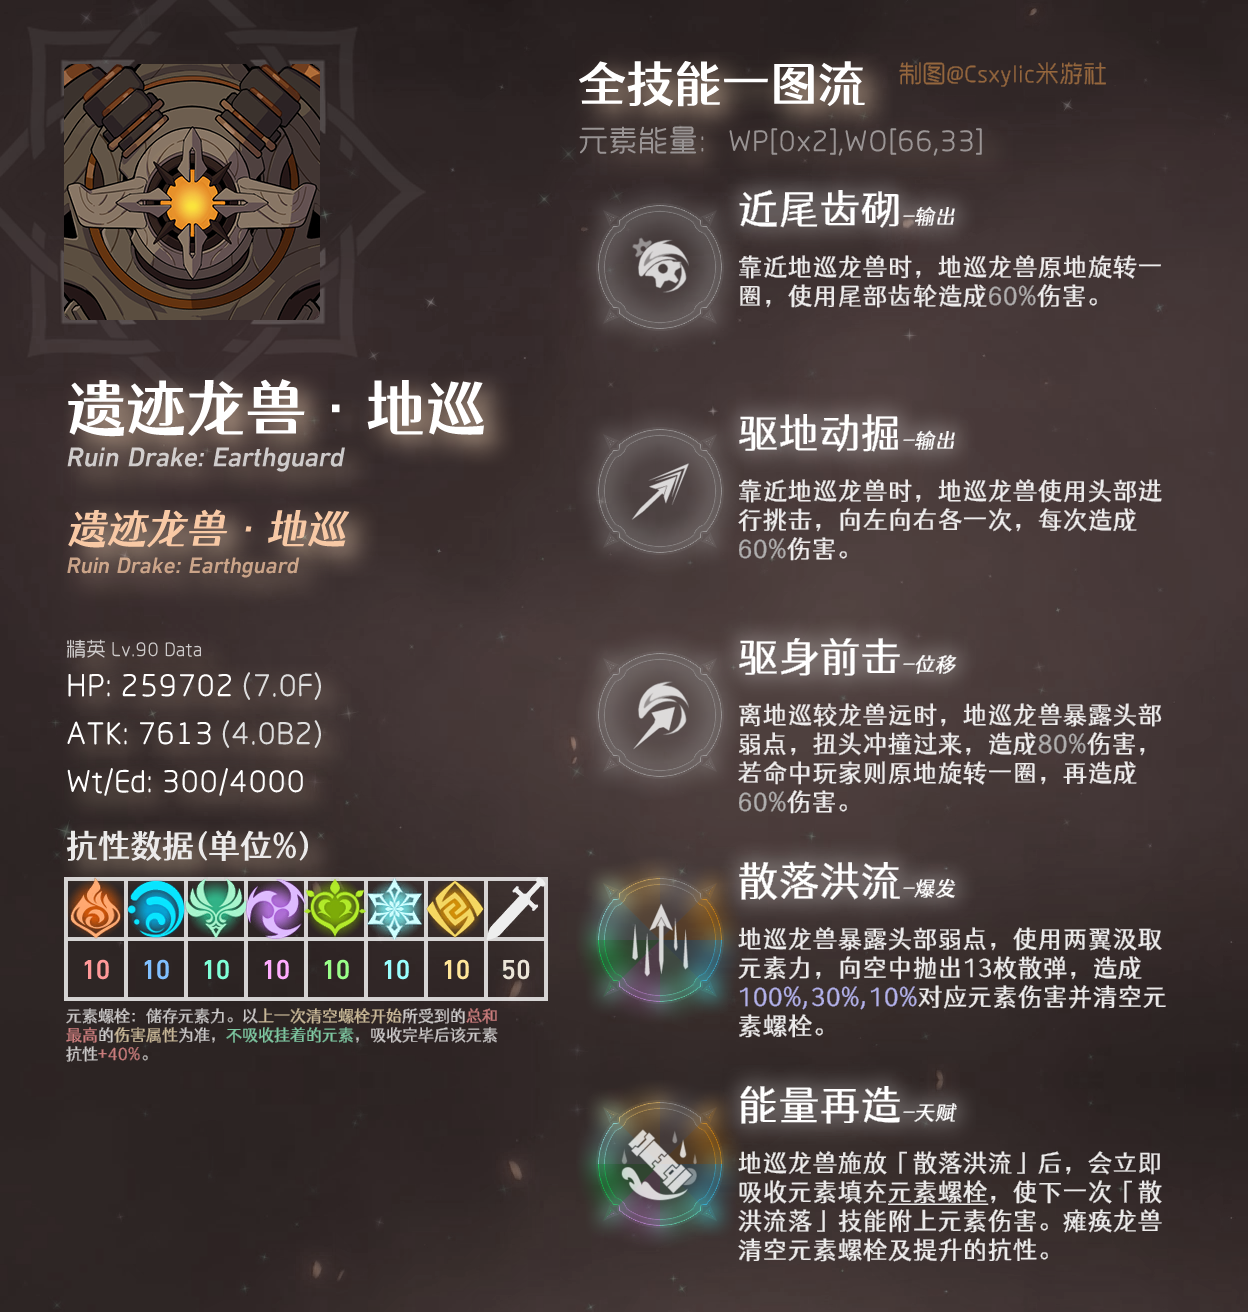 全技能一图流
制图@Csxylic米游社
元素能量: WP[0x2],WO[66,33]
遗迹龙兽 · 地巡
Ruin Drake: Earthguard
遗迹龙兽 · 地巡
Ruin Drake: Earthguard
精英 Lv.90 Data
HP: 259702 (7.0F)
ATK: 7613 (4.0B2)
Wt/Ed: 300/4000
抗性数据(单位%)
10 10 10 10 10 10 10 50
元素螺栓：储存元素力。以上一次清空螺栓开始所受到的总和
最高的伤害属性为准，不吸收挂着的元素，吸收完毕后该元素
抗性+40%。
近尾齿砌–输出
靠近地巡龙兽时，地巡龙兽原地旋转一
圈，使用尾部齿轮造成60%伤害。
驱地动掘–输出
靠近地巡龙兽时，地巡龙兽使用头部进
行挑击，向左向右各一次，每次造成
60%伤害。
驱身前击–位移
离地巡较龙兽远时，地巡龙兽暴露头部
弱点，扭头冲撞过来，造成80%伤害，
若命中玩家则原地旋转一圈，再造成
60%伤害。
散落洪流–爆发
地巡龙兽暴露头部弱点，使用两翼汲取
元素力，向空中抛出13枚散弹，造成
100%,30%,10%对应元素伤害并清空元
素螺栓。
能量再造–天赋
地巡龙兽施放「散落洪流」后，会立即
吸收元素填充元素螺栓，使下一次「散
洪流落」技能附上元素伤害。瘫痪龙兽
清空元素螺栓及提升的抗性。